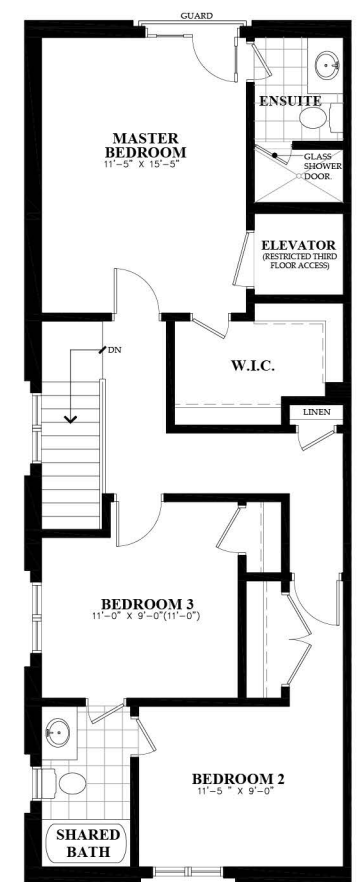 GUARD
ENSUITE
MASTER
BEDROOM
11'-5" X 15'-5"
GLASS
SHOWER
DOOR.
ELEVATOR
(RESTRICTED THIRD
FLOOR ACCESS)
DN
W.I.C.
LINEN
BEDROOM 3
11'-0" X 9'-0"(11'-0")
BEDROOM 2
11'-5 " X 9'-0"
SHARED
BATH